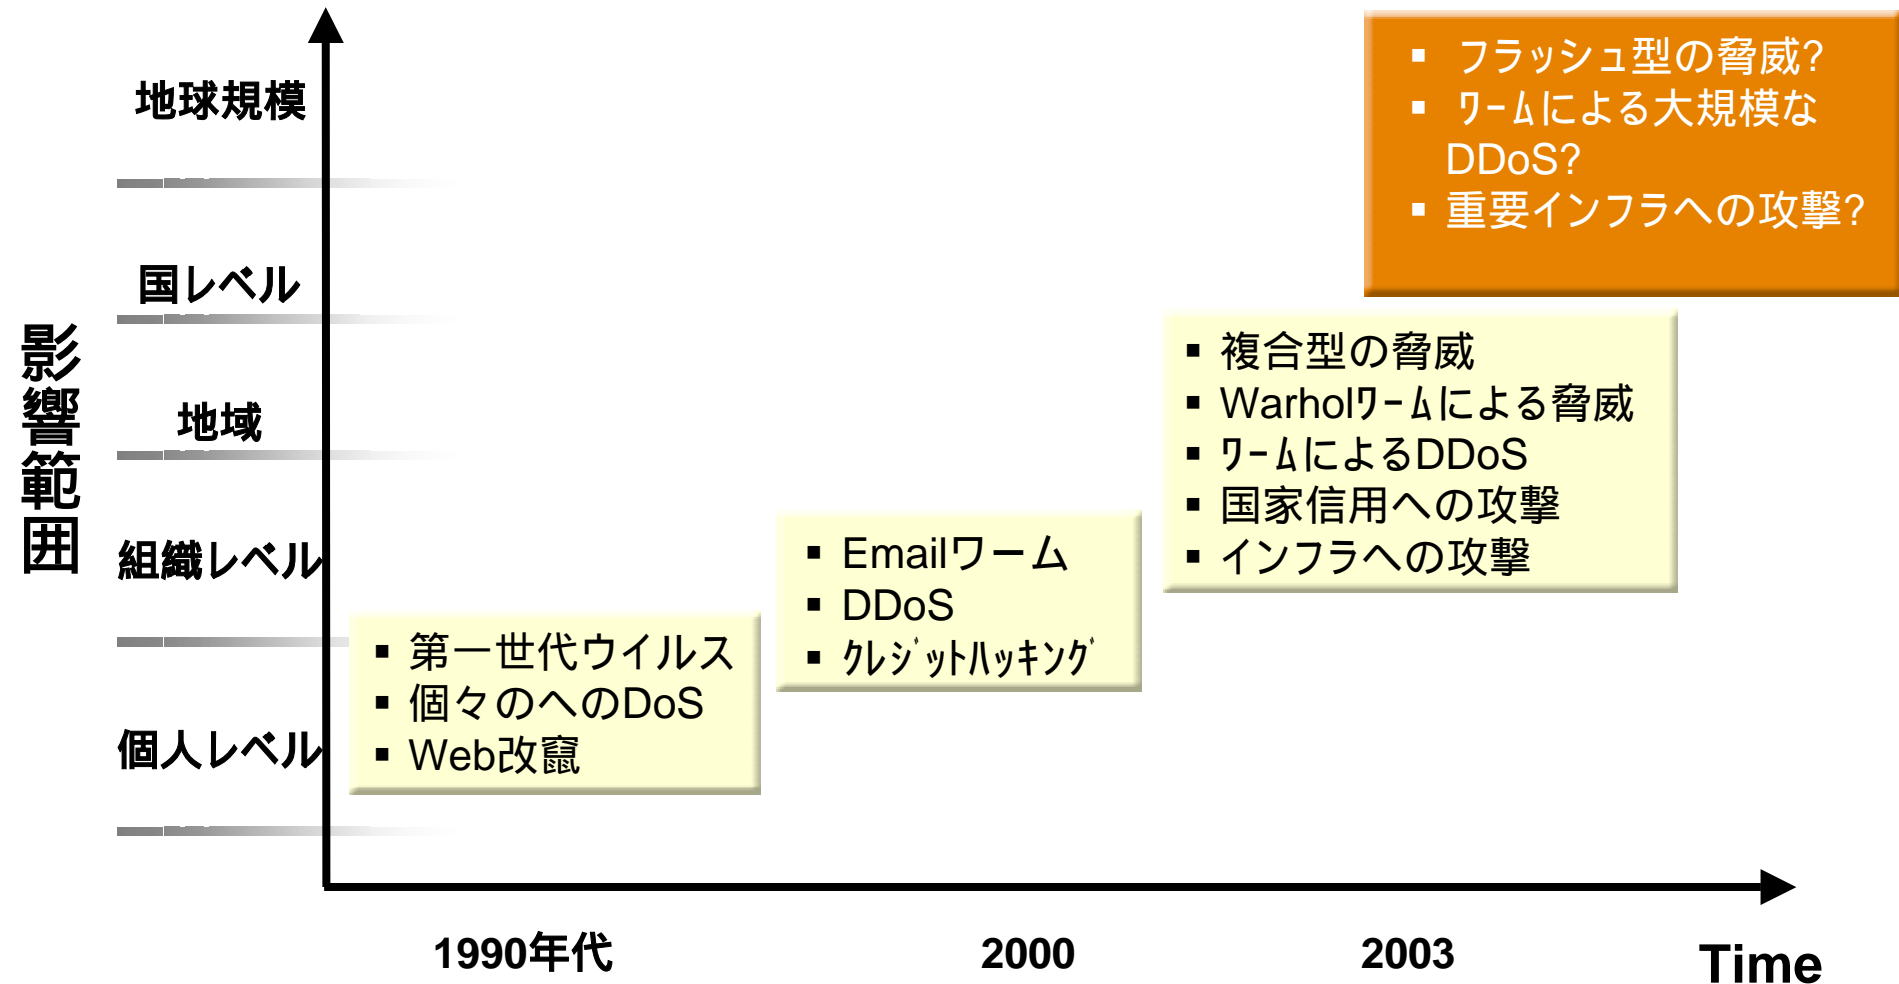 地球規模
国レベル
地域
組織レベル
個人レベル
影響範囲
▪ フラッシュ型の脅威?
▪ ﾜｰﾑによる大規模な
DDoS?
▪ 重要インフラへの攻撃?
▪ 複合型の脅威
▪ Warholﾜｰﾑによる脅威
▪ ﾜｰﾑによるDDoS
▪ 国家信用への攻撃
▪ インフラへの攻撃
▪ Emailワーム
▪ DDoS
▪ ｸﾚｼﾞｯﾄﾊｯｷﾝｸﾞ
▪ 第一世代ウイルス
▪ 個々のへのDoS
▪ Web改竄
1990年代
2000
2003
Time